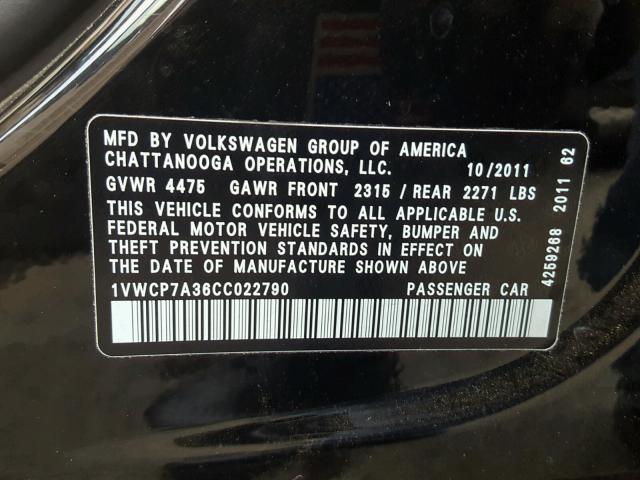 MFD BY VOLKSWAGEN GROUP OF AMERICA
CHATTANOOGA OPERATIONS, LLC. 10/2011
GVWR 4475 GAWR FRONT 2315 / REAR 2271 LBS
THIS VEHICLE CONFORMS TO ALL APPLICABLE U.S.
FEDERAL MOTOR VEHICLE SAFETY, BUMPER AND
THEFT PREVENTION STANDARDS IN EFFECT ON
THE DATE OF MANUFACTURE SHOWN ABOVE
1VWCP7A36CC022790 PASSENGER CAR
4259268 2011 62